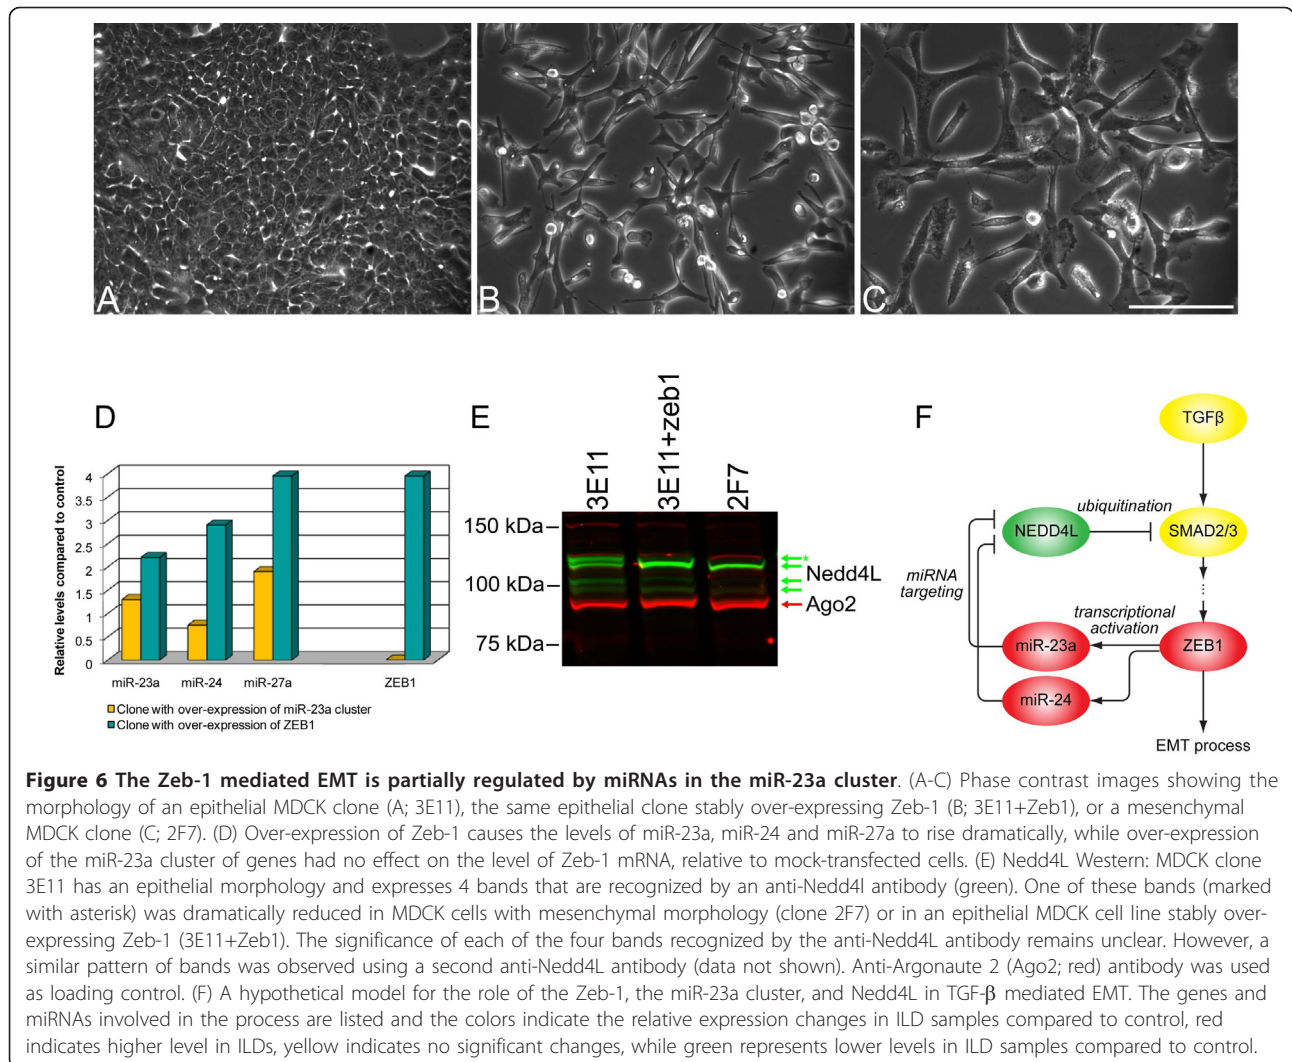 A
B
C
D
Relative levels compared to control
4
3.5
3
2.5
2
1.5
1
0.5
0
miR-23a
miR-24
miR-27a
ZEB1
Clone with over-expression of miR-23a cluster
Clone with over-expression of ZEB1
E
3E11
3E11+zeb1
2F7
150 kDa
100 kDa
75 kDa
*
Nedd4L
Ago2
F
TGFβ
ubiquitination
NEDD4L
SMAD2/3
miRNA
targeting
transcriptional
activation
miR-23a
ZEB1
miR-24
EMT process
Figure 6 The Zeb-1 mediated EMT is partially regulated by miRNAs in the miR-23a cluster. (A-C) Phase contrast images showing the
morphology of an epithelial MDCK clone (A; 3E11), the same epithelial clone stably over-expressing Zeb-1 (B; 3E11+Zeb1), or a mesenchymal
MDCK clone (C; 2F7). (D) Over-expression of Zeb-1 causes the levels of miR-23a, miR-24 and miR-27a to rise dramatically, while over-expression
of the miR-23a cluster of genes had no effect on the level of Zeb-1 mRNA, relative to mock-transfected cells. (E) Nedd4L Western: MDCK clone
3E11 has an epithelial morphology and expresses 4 bands that are recognized by an anti-Nedd4l antibody (green). One of these bands (marked
with asterisk) was dramatically reduced in MDCK cells with mesenchymal morphology (clone 2F7) or in an epithelial MDCK cell line stably over-
expressing Zeb-1 (3E11+Zeb1). The significance of each of the four bands recognized by the anti-Nedd4L antibody remains unclear. However, a
similar pattern of bands was observed using a second anti-Nedd4L antibody (data not shown). Anti-Argonaute 2 (Ago2; red) antibody was used
as loading control. (F) A hypothetical model for the role of the Zeb-1, the miR-23a cluster, and Nedd4L in TGF-β mediated EMT. The genes and
miRNAs involved in the process are listed and the colors indicate the relative expression changes in ILD samples compared to control, red
indicates higher level in ILDs, yellow indicates no significant changes, while green represents lower levels in ILD samples compared to control.